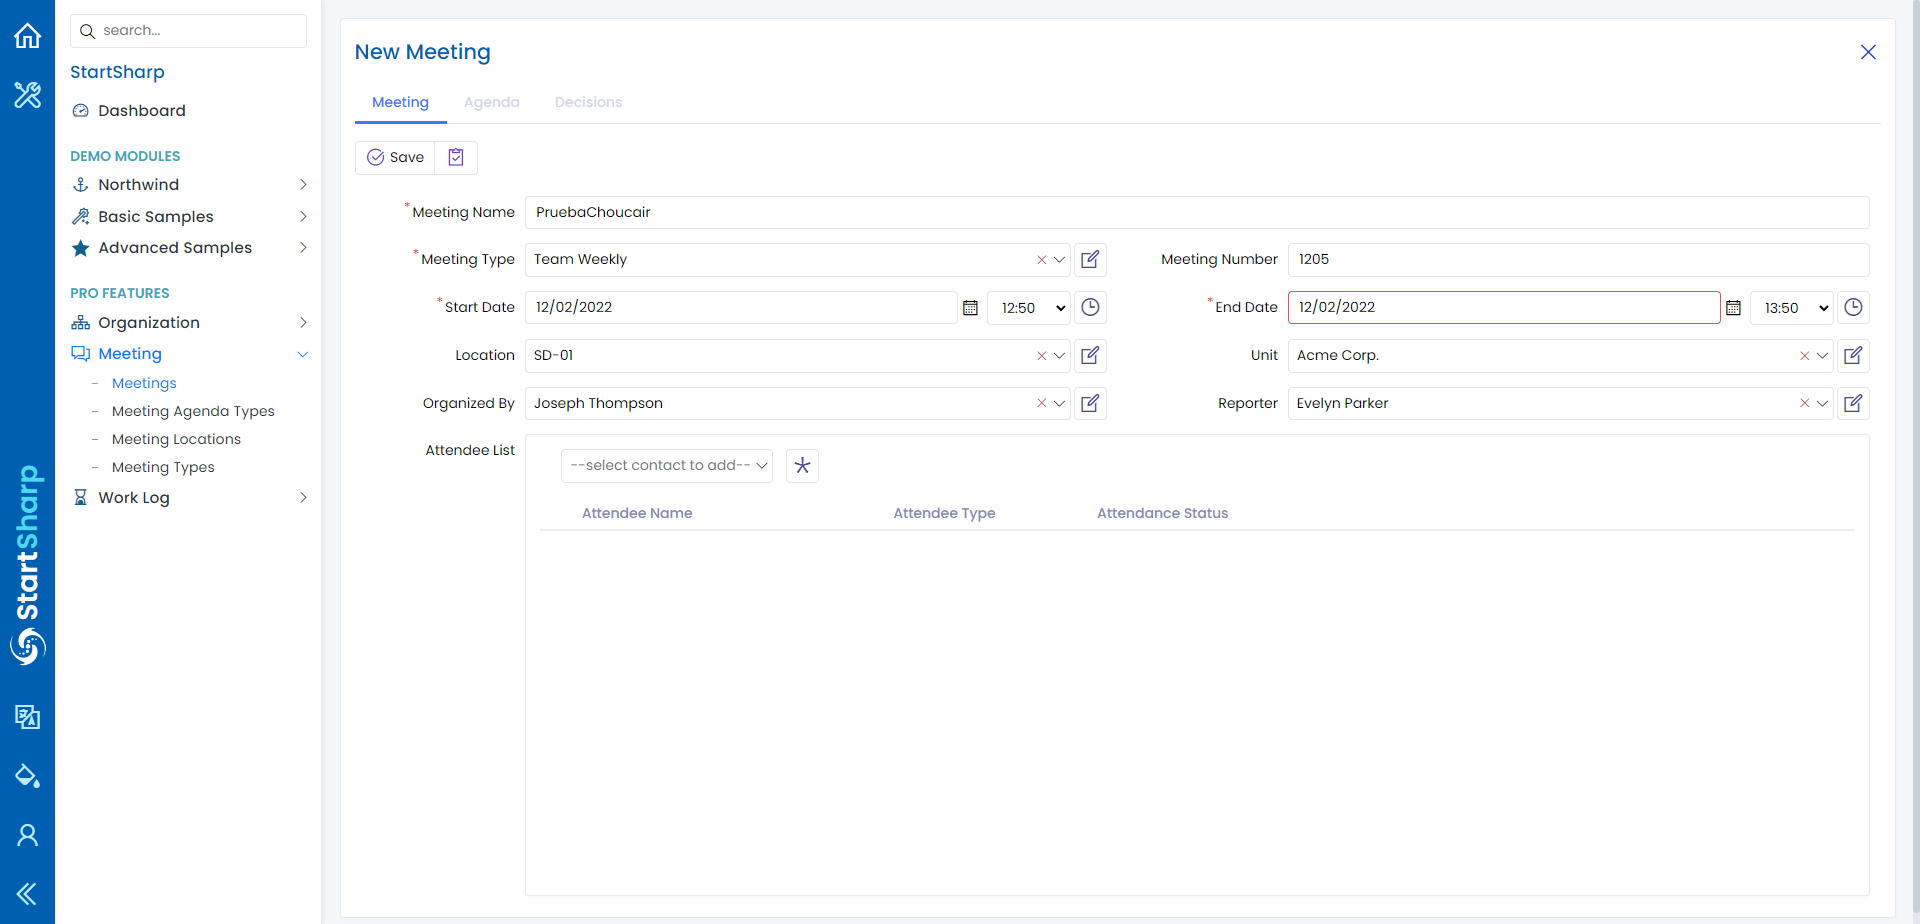 search...
StartSharp
Dashboard
DEMO MODULES
Northwind
Basic Samples
Advanced Samples
PRO FEATURES
Organization
Meeting
Meetings
Meeting Agenda Types
Meeting Locations
Meeting Types
Work Log
StartSharp
New Meeting
Meeting Agenda Decisions
Save
*Meeting Name PruebaChoucair
*Meeting Type Team Weekly Meeting Number 1205
*Start Date 12/02/2022 12:50 *End Date 12/02/2022 13:50
Location SD-01 Unit Acme Corp.
Organized By Joseph Thompson Reporter Evelyn Parker
Attendee List
--select contact to add--
Attendee Name Attendee Type Attendance Status